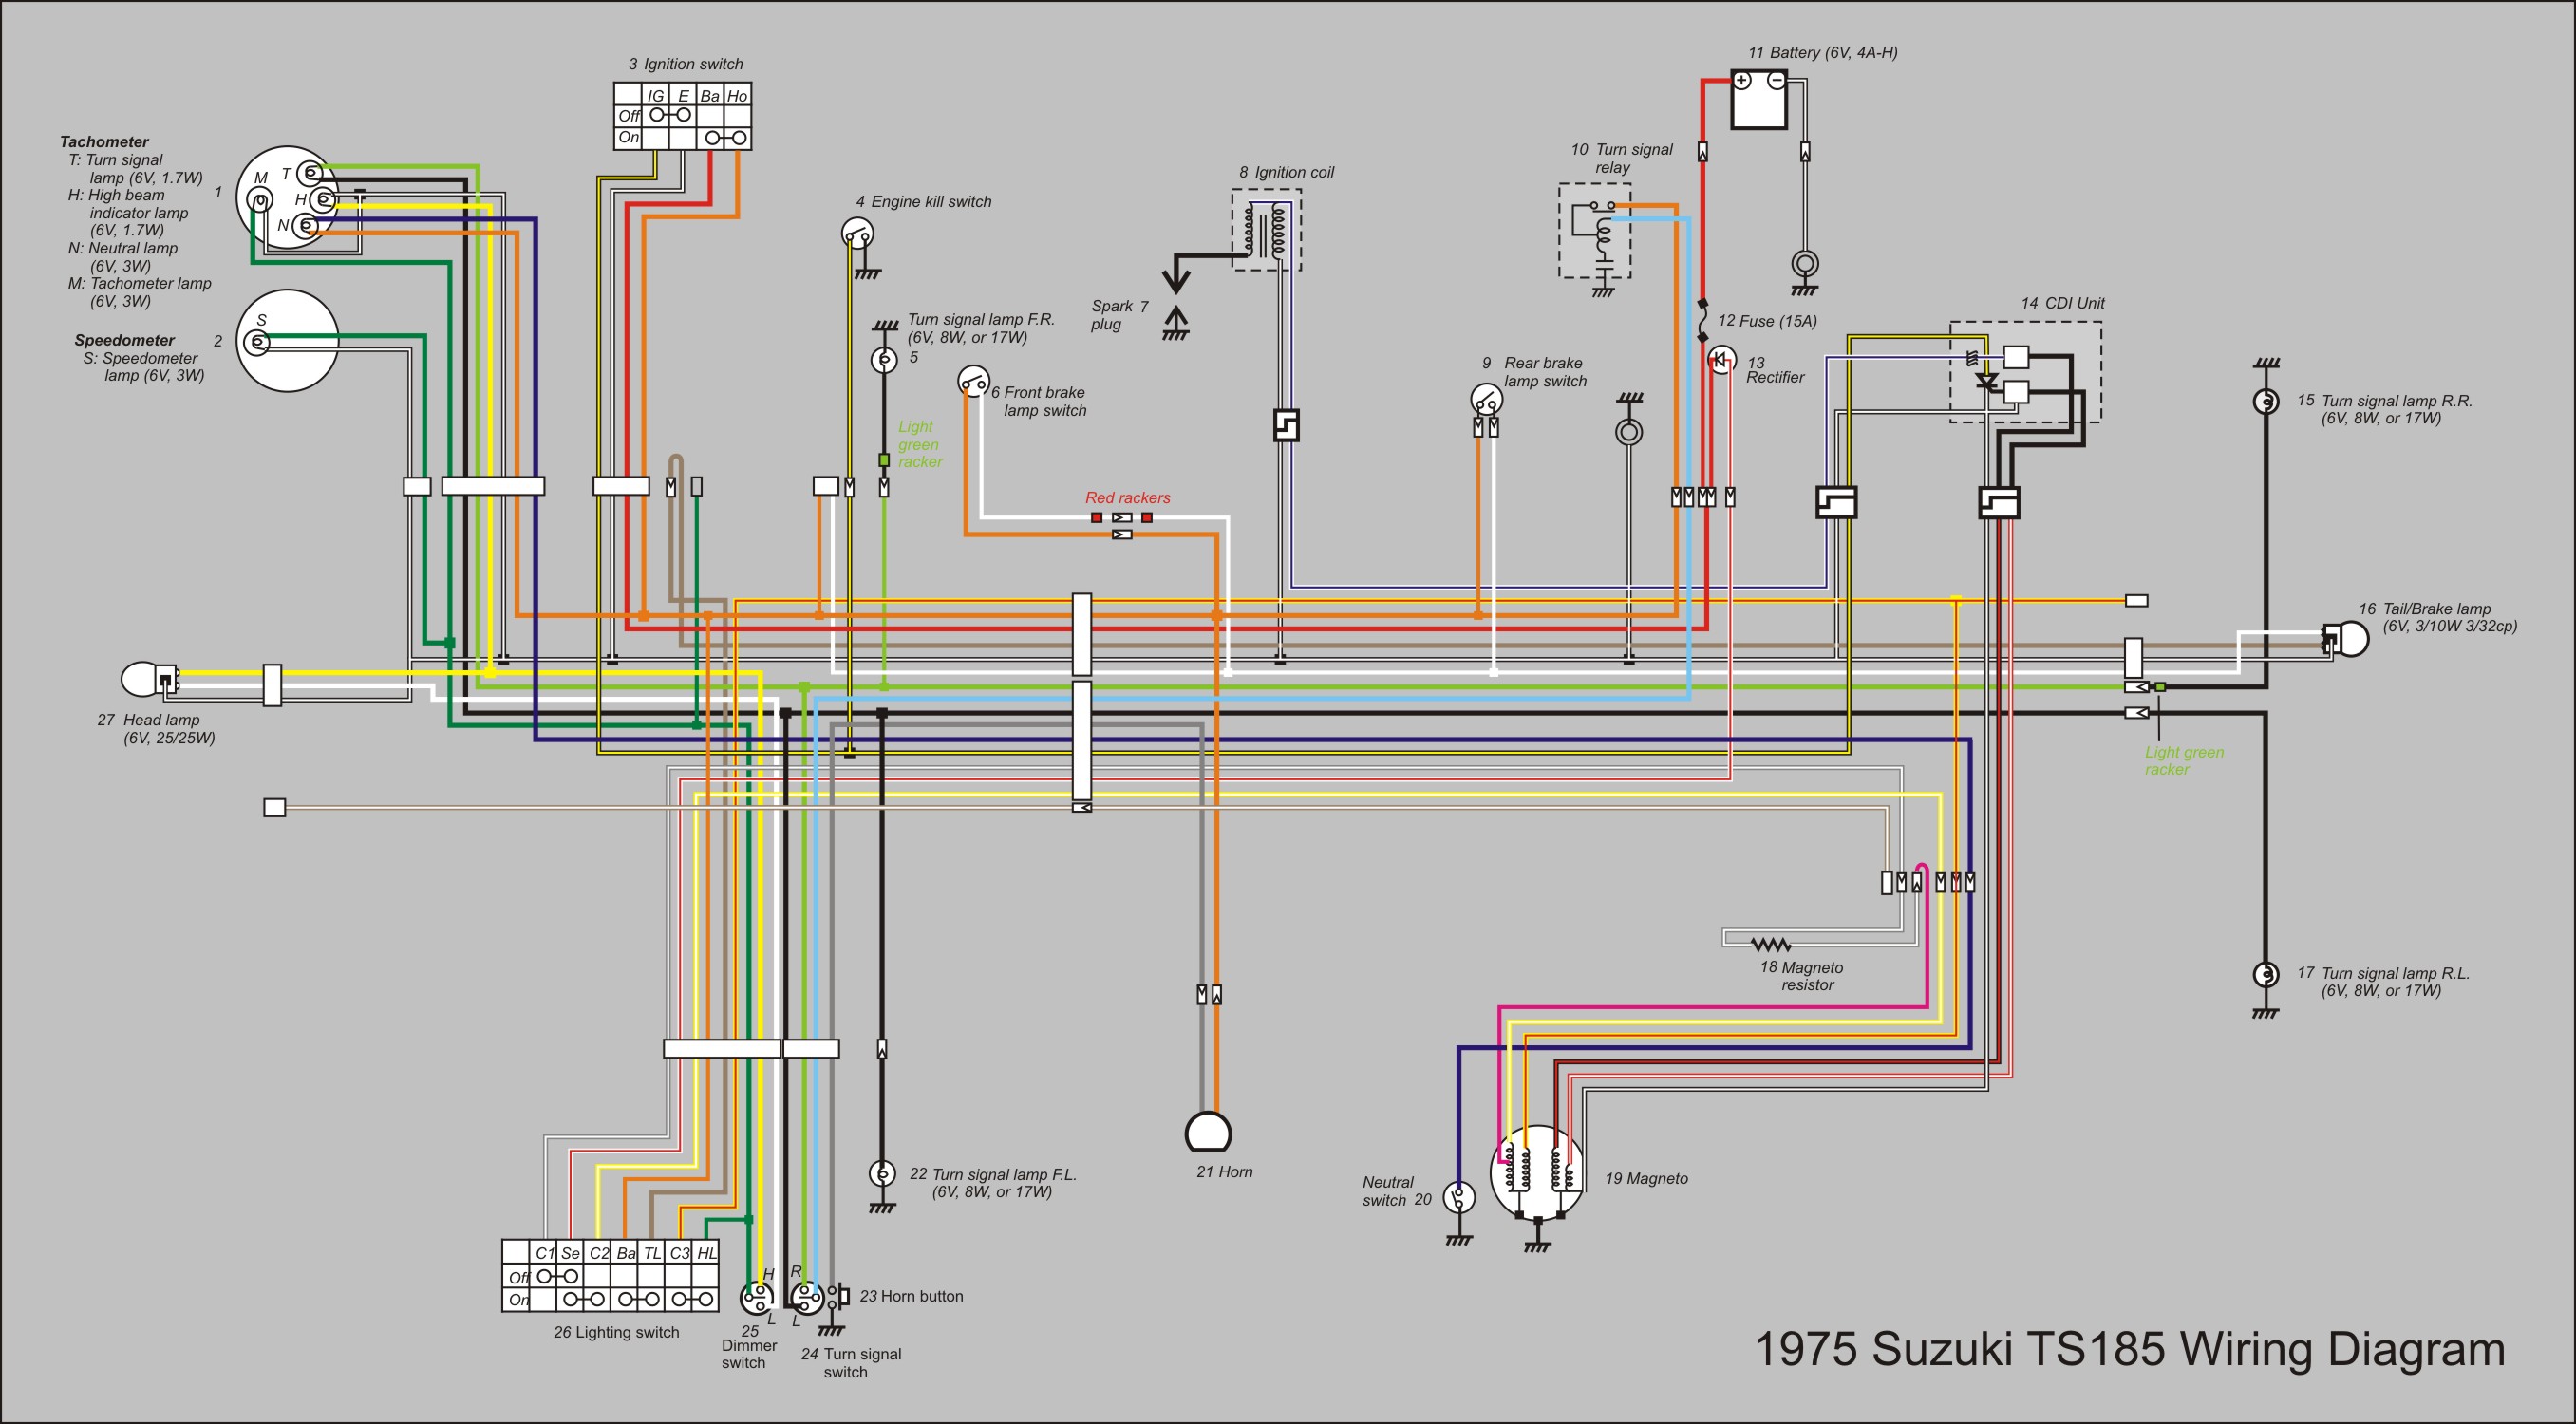 11 Battery (6V, 4A-H)
3 Ignition switch
IG E Ba Ho
Off
On
Tachometer
T: Turn signal
lamp (6V, 1.7W)
H: High beam
indicator lamp
(6V, 1.7W)
N: Neutral lamp
(6V, 3W)
M: Tachometer lamp
(6V, 3W)
1
M
T
H
N
Speedometer
S: Speedometer
lamp (6V, 3W)
2
S
4 Engine kill switch
Turn signal lamp F.R.
(6V, 8W, or 17W)
5
6 Front brake
lamp switch
Light
green
racker
Red rackers
8 Ignition coil
Spark 7
plug
9 Rear brake
lamp switch
10 Turn signal
relay
+ −
12 Fuse (15A)
13
Rectifier
14 CDI Unit
15 Turn signal lamp R.R.
(6V, 8W, or 17W)
16 Tail/Brake lamp
(6V, 3/10W 3/32cp)
Light green
racker
27 Head lamp
(6V, 25/25W)
17 Turn signal lamp R.L.
(6V, 8W, or 17W)
18 Magneto
resistor
19 Magneto
Neutral
switch 20
21 Horn
22 Turn signal lamp F.L.
(6V, 8W, or 17W)
C1 Se C2 Ba TL C3 HL
Off
On
26 Lighting switch
H
L
25
Dimmer
switch
R
L
24 Turn signal
switch
23 Horn button
1975 Suzuki TS185 Wiring Diagram